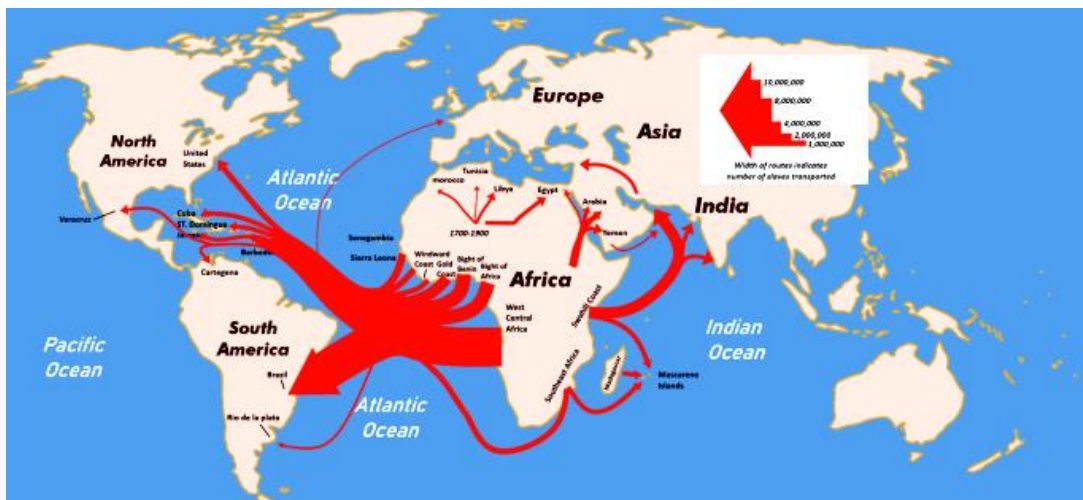 Europe
Asia
North
America
United
States
Atlantic
Ocean
10,000,000
8,000,000
4,000,000
2,000,000
1,000,000
Width of routes indicates
number of slaves transported
Tunisia
morocco
Libya
Egypt
Arabia
India
1700-1900
Yemen
Veracruz
Cuba
ST. Domingue
Barbado
Cartegena
Senegambia
Sierra Leone
Windward
Coast
Gold
Coast
Bight of
Benin
Bight of
Africa
Africa
West
Central
Africa
Swahili Coast
Southeast Africa
Madagascar
Mascarene
Islands
Indian
Ocean
Pacific
Ocean
South
America
Brazil
Rio de la plata
Atlantic
Ocean